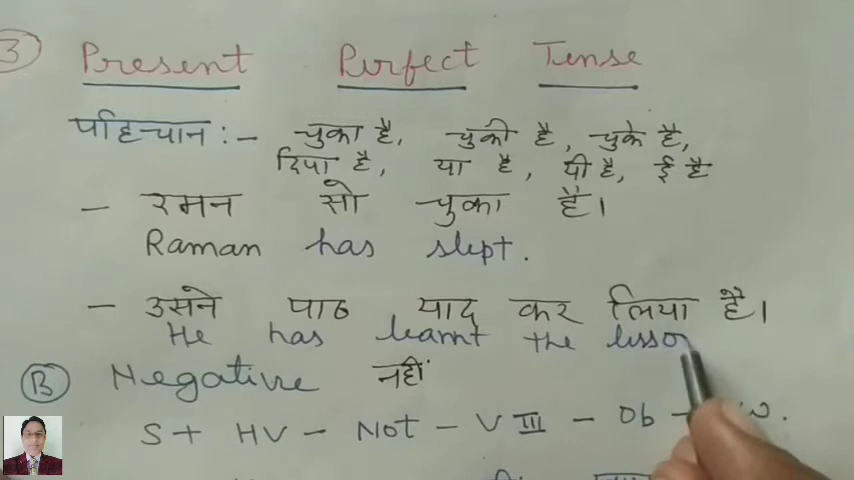 3 Present Perfect Tense
पहिचान :- चुका है, चुकी है, चुके है,
दिया है, या है, यी है, ई है
- रमन सो चुका है।
Raman has slept.
- उसने पाठ याद कर लिया है।
He has learnt the lesson
B Negative नहीं
S + HV - Not - V III - Ob -